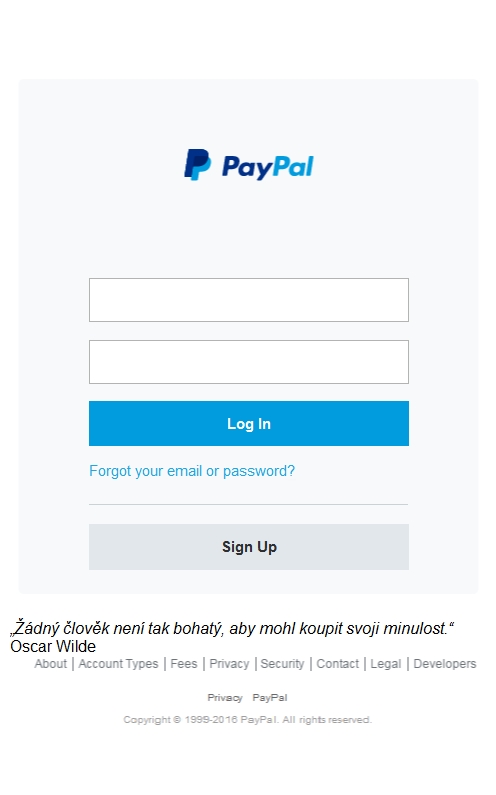 PayPal
Log In
Forgot your email or password?
Sign Up
„Žádný člověk není tak bohatý, aby mohl koupit svoji minulost.“
Oscar Wilde
About | Account Types | Fees | Privacy | Security | Contact | Legal | Developers
Privacy PayPal
Copyright © 1999-2016 PayPal. All rights reserved.